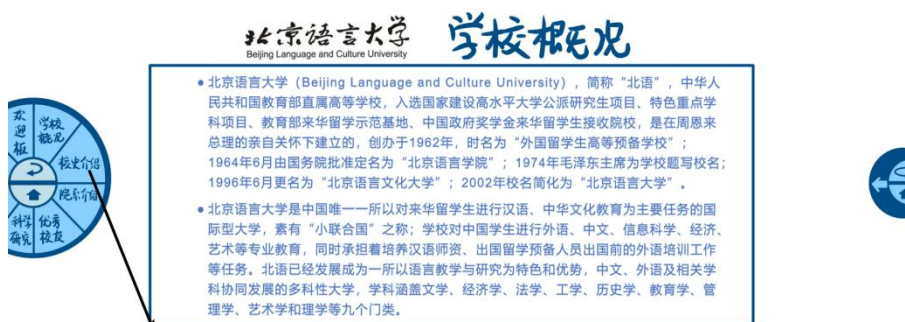 北京语言大学
Beijing Language and Culture University
学校概况
• 北京语言大学（Beijing Language and Culture University），简称“北语”，中华人
民共和国教育部直属高等学校，入选国家建设高水平大学公派研究生项目、特色重点学
科项目、教育部来华留学示范基地、中国政府奖学金来华留学生接收院校，是在周恩来
总理的亲自关怀下建立的，创办于1962年，时名为“外国留学生高等预备学校”；
1964年6月由国务院批准定名为“北京语言学院”；1974年毛泽东主席为学校题写校名；
1996年6月更名为“北京语言文化大学”；2002年校名简化为“北京语言大学”。
• 北京语言大学是中国唯一一所以对来华留学生进行汉语、中华文化教育为主要任务的国
际型大学，素有“小联合国”之称；学校对中国学生进行外语、中文、信息科学、经济、
艺术等专业教育，同时承担着培养汉语师资、出国留学预备人员出国前的外语培训工作
等任务。北语已经发展成为一所以语言教学与研究为特色和优势，中文、外语及相关学
科协同发展的多科性大学，学科涵盖文学、经济学、法学、工学、历史学、教育学、管
理学、艺术学和理学等九个门类。
欢迎板
学校
概况
校史介绍
院系介绍
优秀
校友
科学
研究